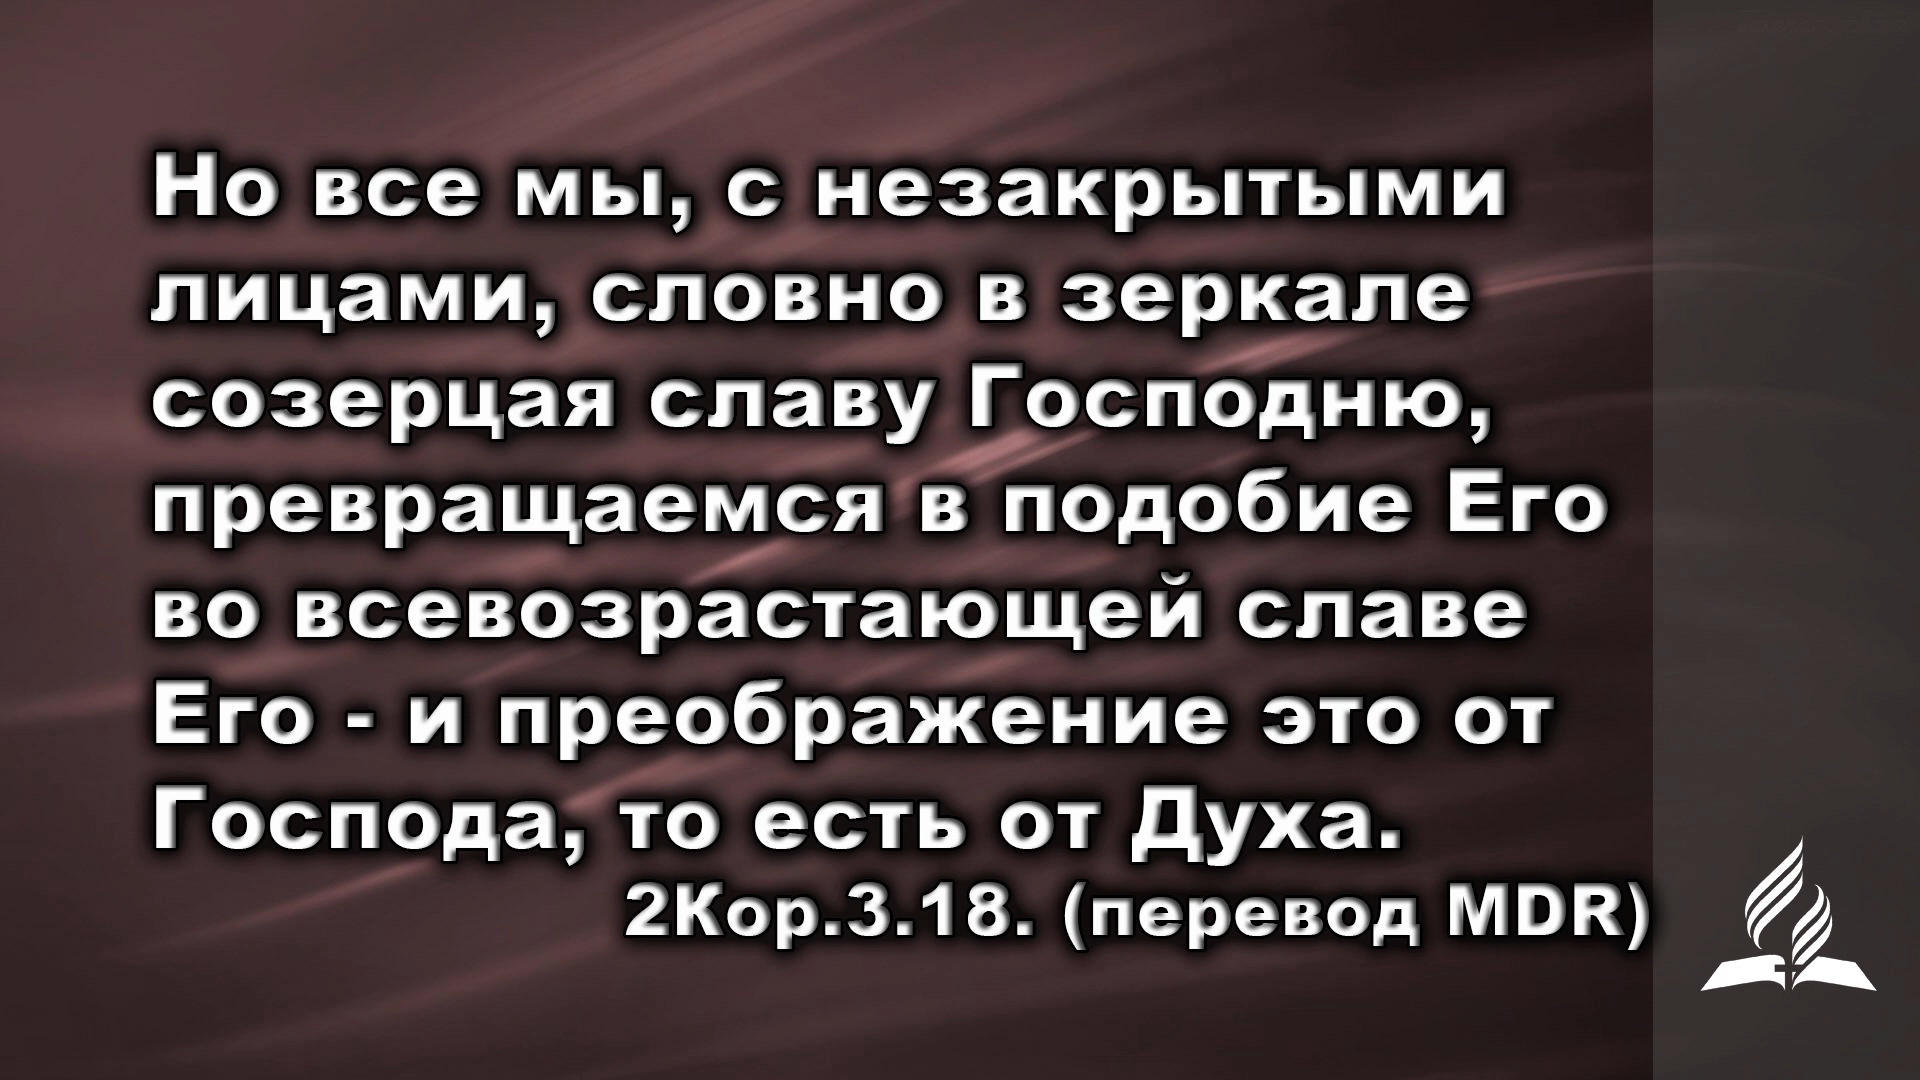 Но все мы, с незакрытыми
лицами, словно в зеркале
созерцая славу Господню,
превращаемся в подобие Его
во всевозрастающей славе
Его - и преображение это от
Господа, то есть от Духа.
2Кор.3.18. (перевод MDR)